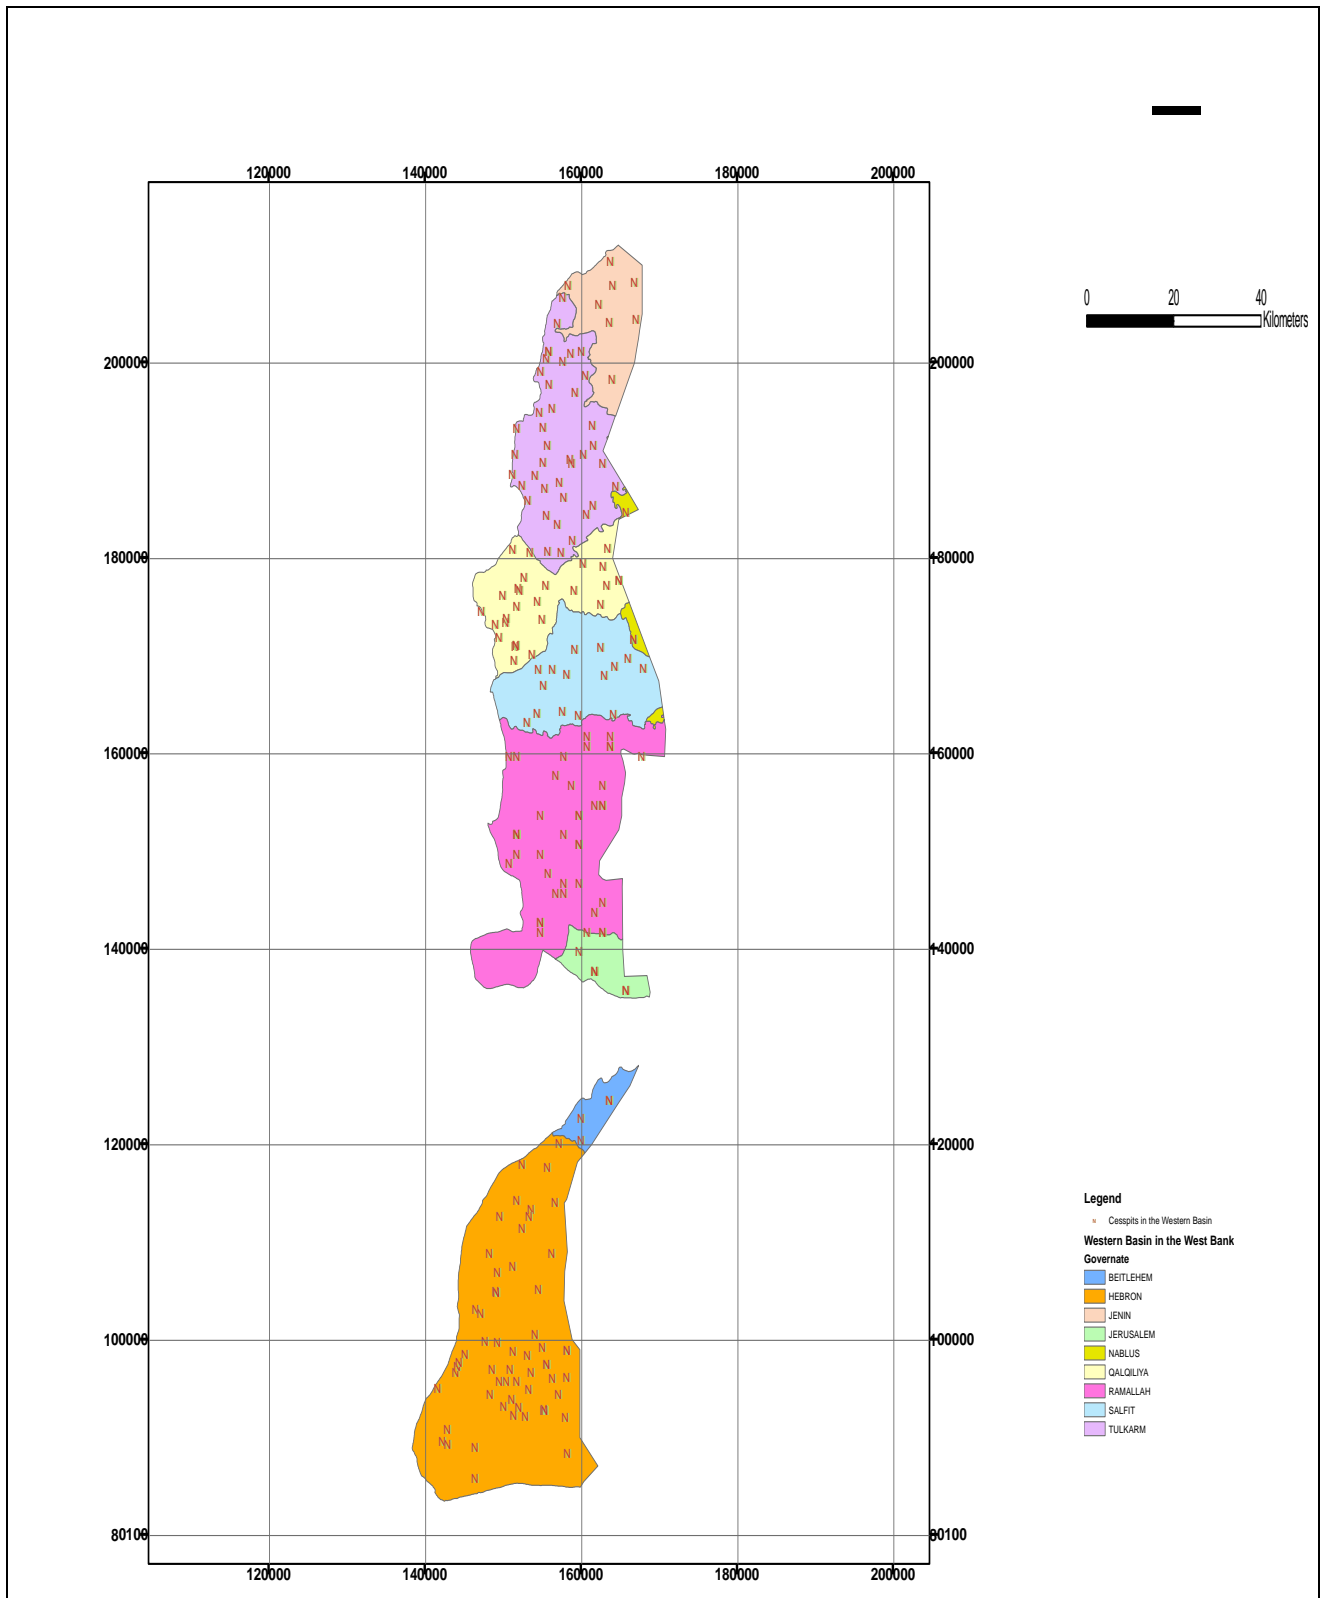 120000 140000 160000 180000 200000
0 20 40
Kilometers
200000 200000
180000 180000
160000 160000
140000 140000
120000 120000
Legend
N Cesspits in the Western Basin
Western Basin in the West Bank
Governate
BEITLEHEM
HEBRON
JENIN
JERUSALEM
NABLUS
QALQILIYA
RAMALLAH
SALFIT
TULKARM
100000 100000
80100 80100
120000 140000 160000 180000 200000